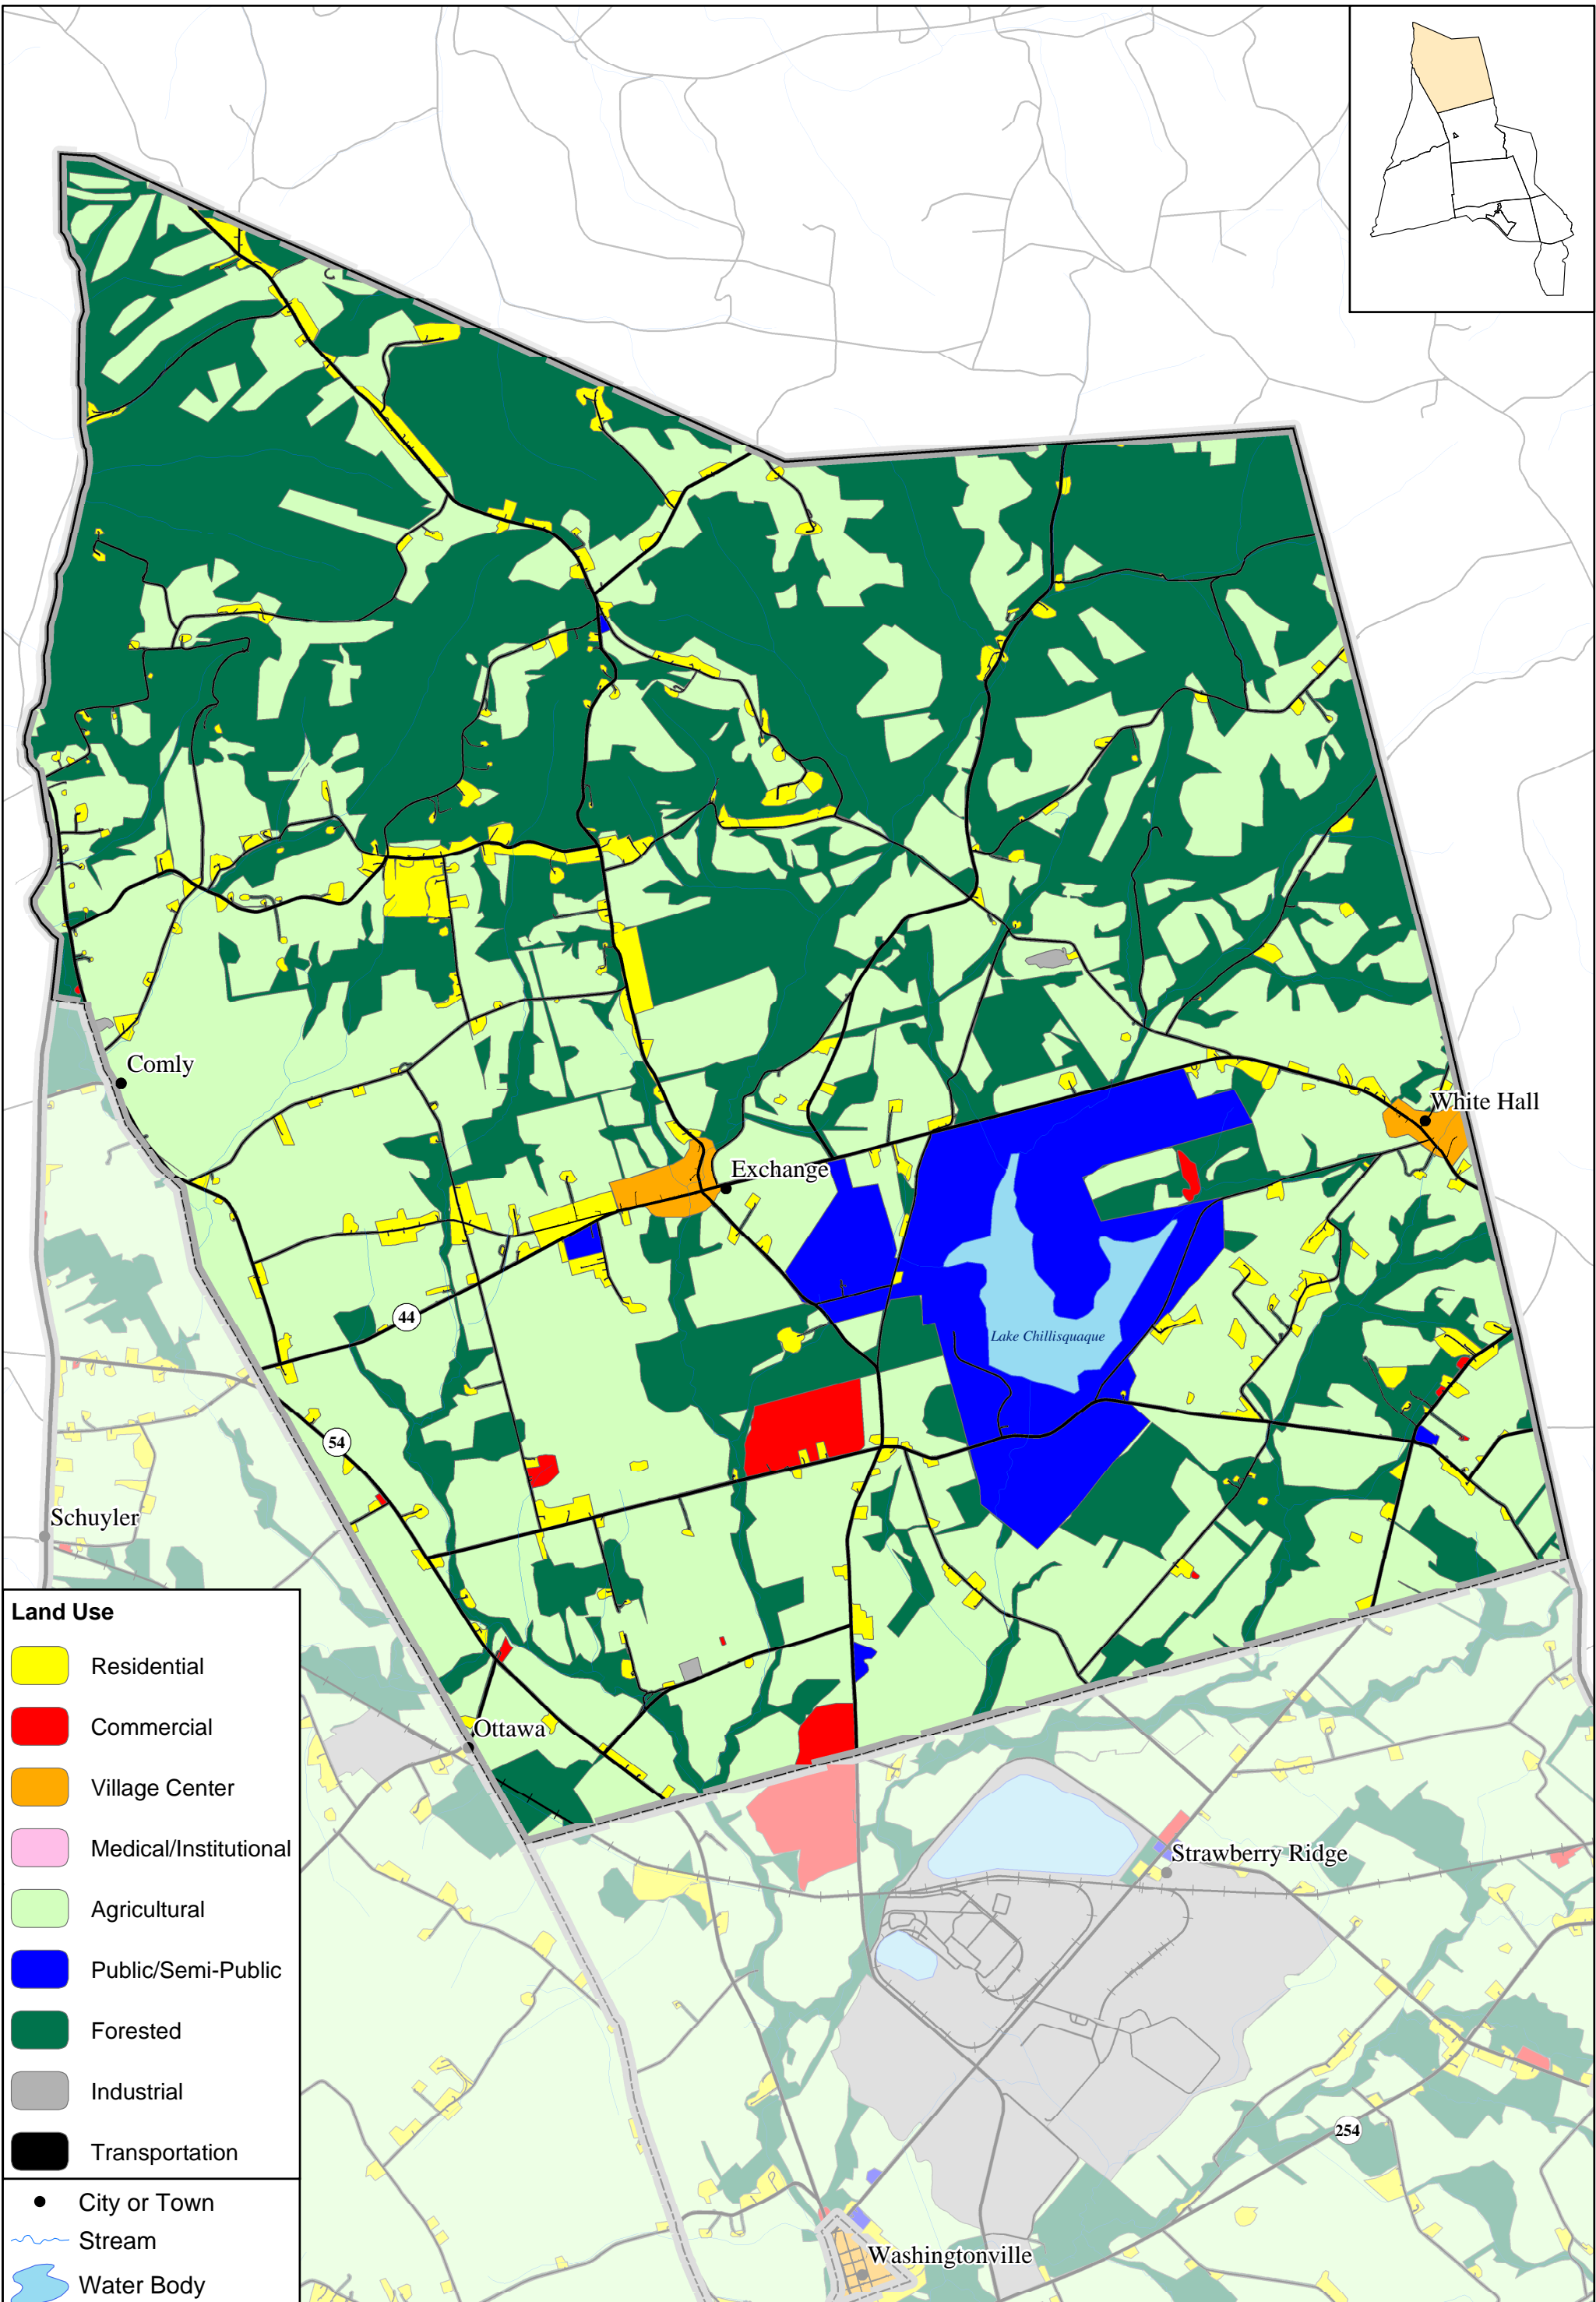 Comly
White Hall
Exchange
44
Lake Chillisquaque
54
Schuyler
Ottawa
Strawberry Ridge
254
Washingtonville
Land Use
Residential
Commercial
Village Center
Medical/Institutional
Agricultural
Public/Semi-Public
Forested
Industrial
Transportation
City or Town
Stream
Water Body